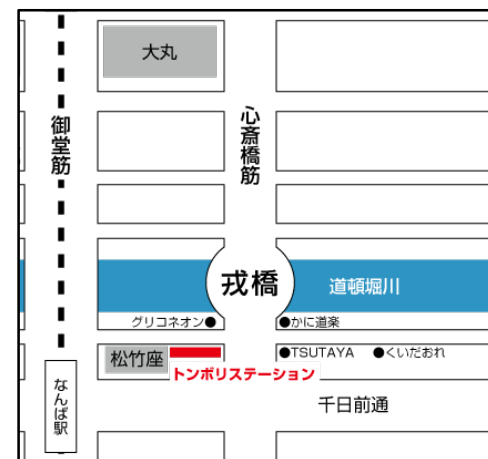 大丸
御堂筋
心斎橋筋
戎橋
道頓堀川
グリコネオン●
●かに道楽
松竹座
●TSUTAYA
●くいだおれ
トンボリステーション
千日前通
なんば駅